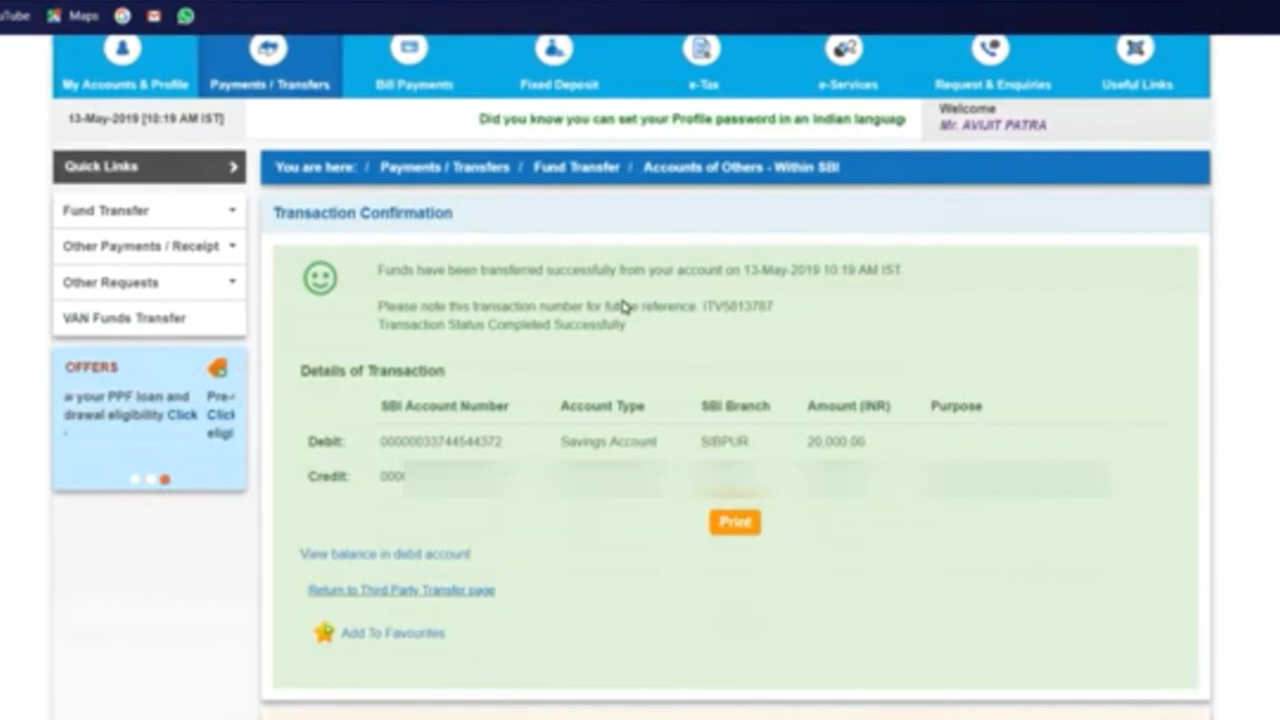 uTube Maps
My Accounts & Profile Payments / Transfers Bill Payments Fixed Deposit e-Tax e-Services Request & Enquiries Useful Links
13-May-2019 [10:19 AM IST] Did you know you can set your Profile password in an Indian languag Welcome
Mr. AVIJIT PATRA
Quick Links You are here: / Payments / Transfers / Fund Transfer / Accounts of Others - Within SBI
Fund Transfer
Other Payments / Receipt
Other Requests
VAN Funds Transfer
OFFERS
your PPF loan and Pre-
drawal eligibility Click Click
eligi
Transaction Confirmation
Funds have been transferred successfully from your account on 13-May-2019 10:19 AM IST.
Please note this transaction number for future reference: ITV5813787
Transaction Status Completed Successfully
Details of Transaction
SBI Account Number Account Type SBI Branch Amount (INR) Purpose
Debit: 00000033744544372 Savings Account SIBPUR 20,000.00
Credit: 000
Print
View balance in debit account
Return to Third Party Transfer page
Add To Favourites